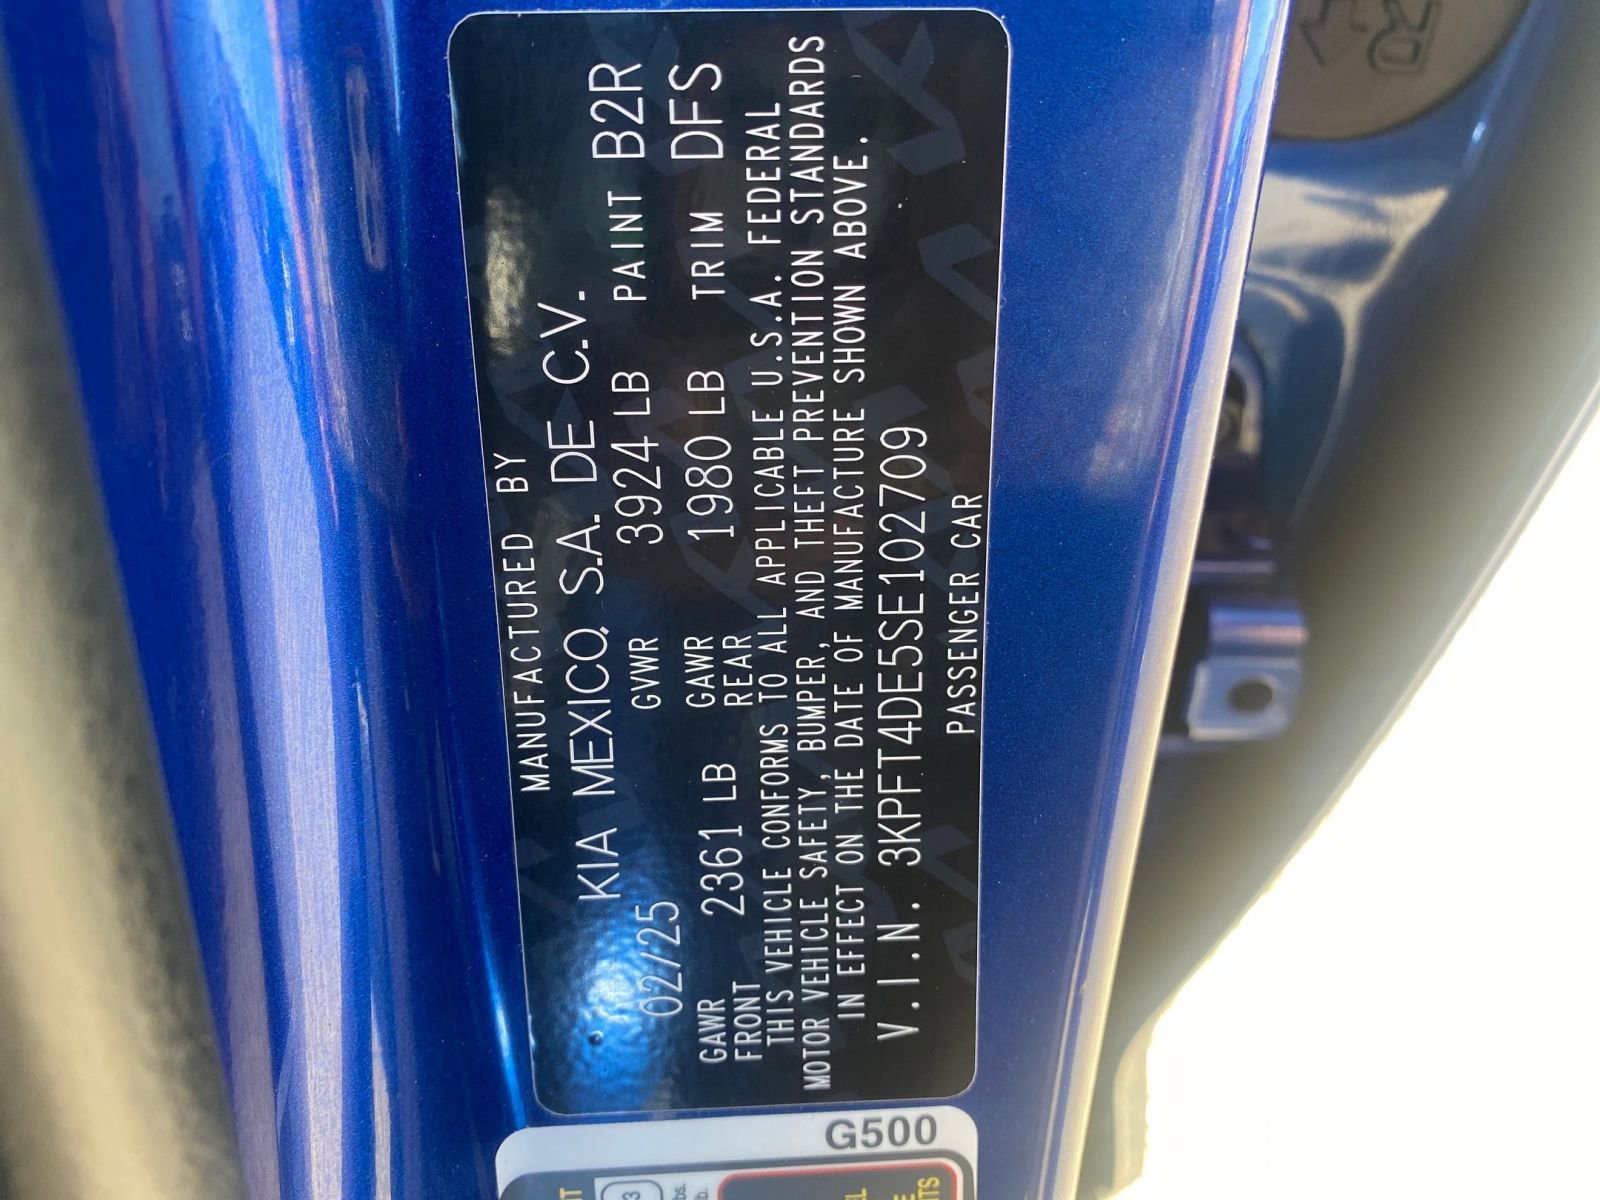 MANUFACTURED BY
KIA MEXICO, S.A. DE C.V.
02/25 GVWR 3924 LB PAINT B2R
GAWR FRONT 2361 LB GAWR REAR 1980 LB TRIM DFS
THIS VEHICLE CONFORMS TO ALL APPLICABLE U.S.A. FEDERAL
MOTOR VEHICLE SAFETY, BUMPER, AND THEFT PREVENTION STANDARDS
IN EFFECT ON THE DATE OF MANUFACTURE SHOWN ABOVE.
V.I.N. 3KPFT4DE5SE102709
PASSENGER CAR
G500
R